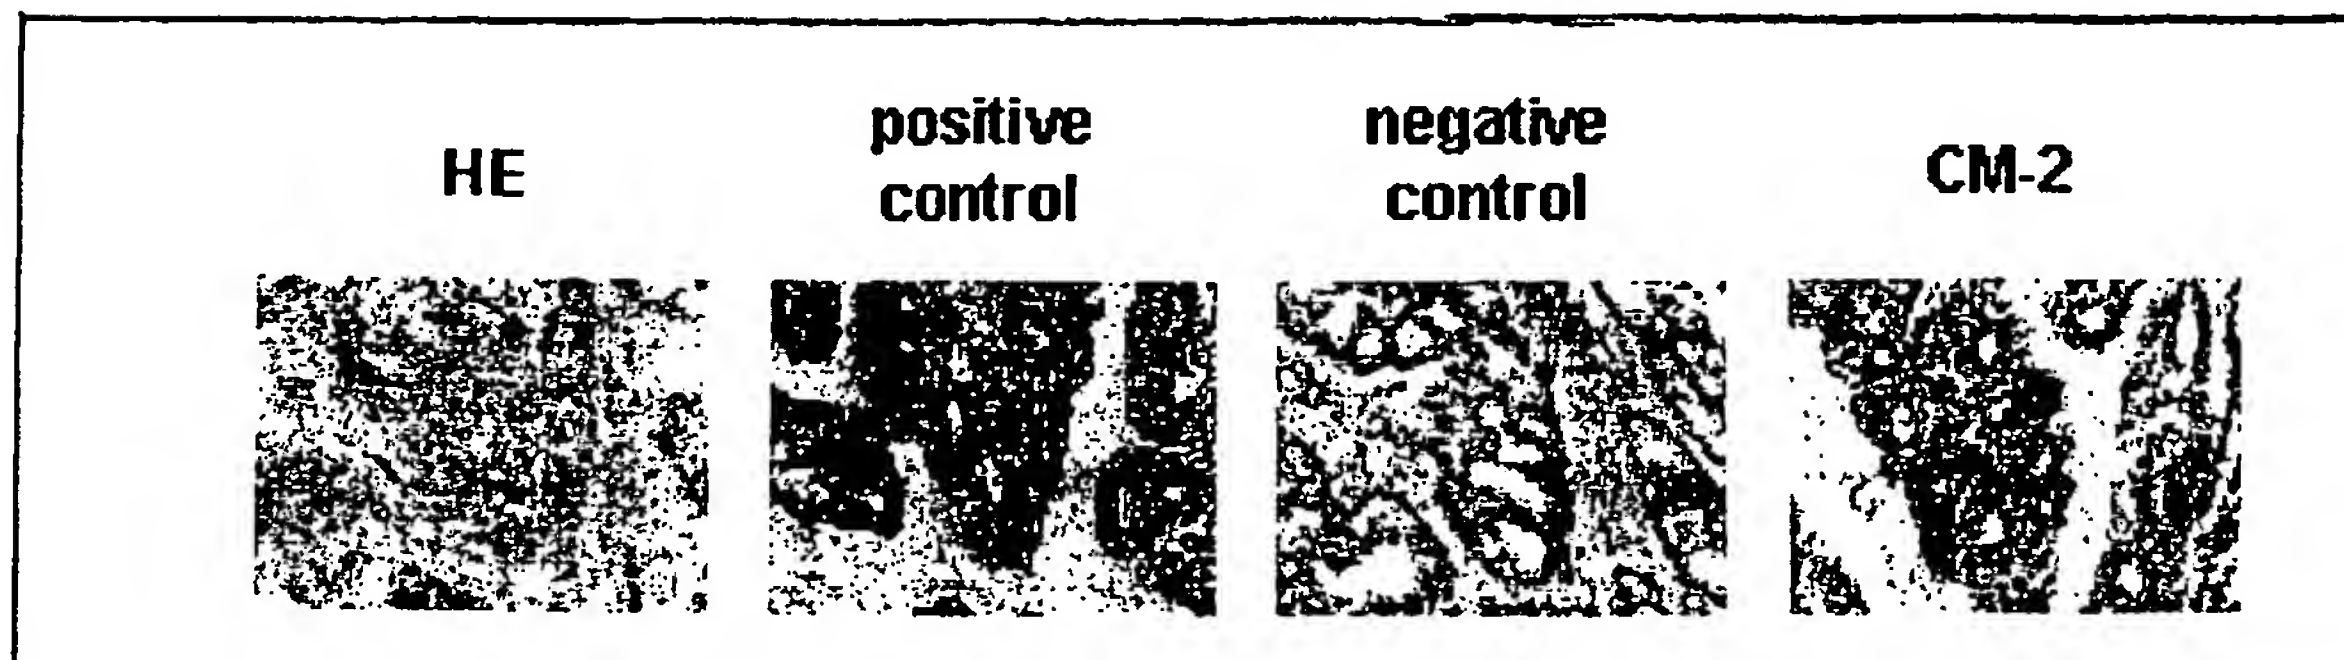 HE
positive
control
negative
control
CM-2